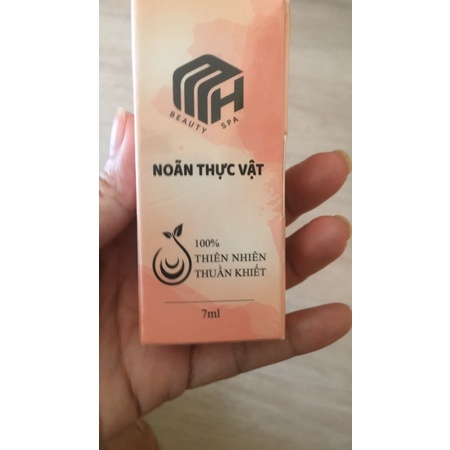 MH
BEAUTY SPA
NOÃN THỰC VẬT
100%
THIÊN NHIÊN
THUẦN KHIẾT
7ml